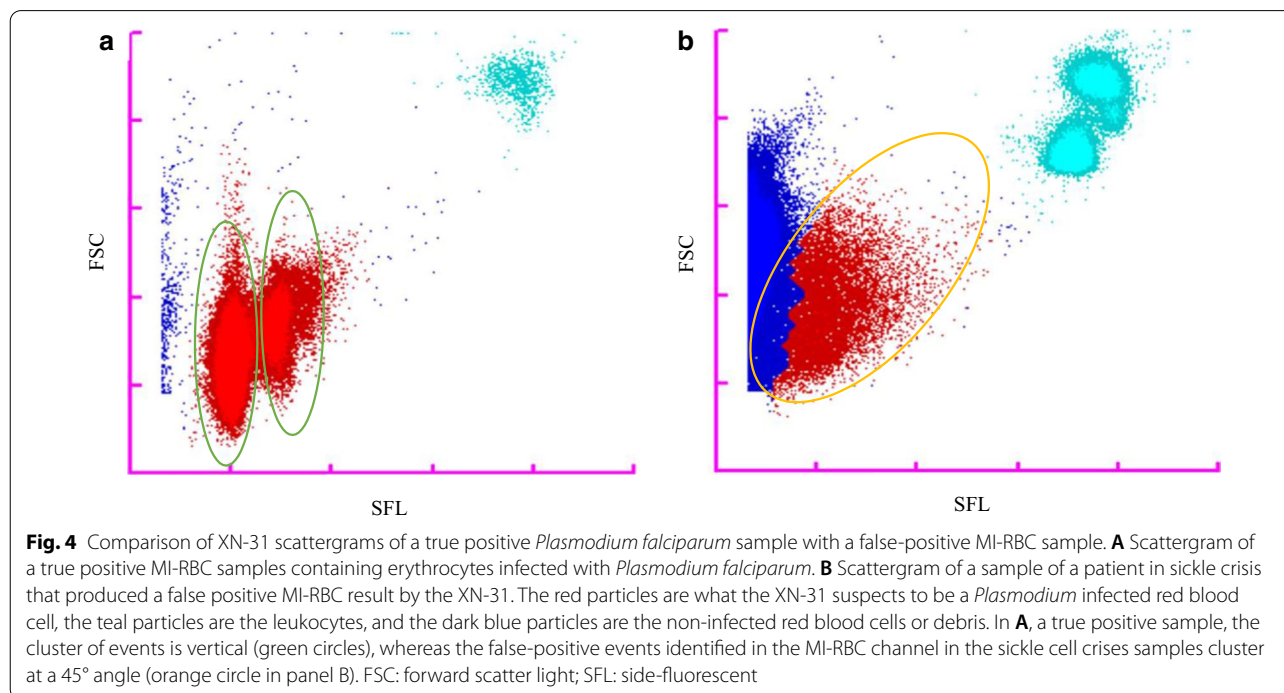 a
b
FSC
FSC
SFL
SFL
Fig. 4 Comparison of XN-31 scattergrams of a true positive Plasmodium falciparum sample with a false-positive MI-RBC sample. A Scattergram of
a true positive MI-RBC samples containing erythrocytes infected with Plasmodium falciparum. B Scattergram of a sample of a patient in sickle crisis
that produced a false positive MI-RBC result by the XN-31. The red particles are what the XN-31 suspects to be a Plasmodium infected red blood
cell, the teal particles are the leukocytes, and the dark blue particles are the non-infected red blood cells or debris. In A, a true positive sample, the
cluster of events is vertical (green circles), whereas the false-positive events identified in the MI-RBC channel in the sickle cell crises samples cluster
at a 45° angle (orange circle in panel B). FSC: forward scatter light; SFL: side-fluorescent